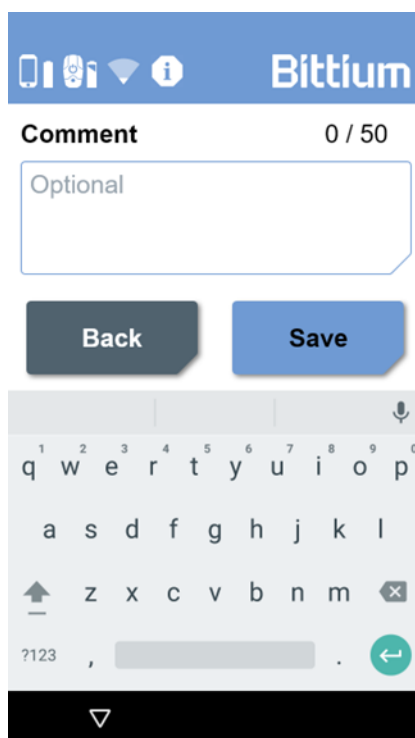 Bittium
Comment 0 / 50
Optional
Back Save
1 2 3 4 5 6 7 8 9 0
q w e r t y u i o p
a s d f g h j k l
z x c v b n m
?123 , .